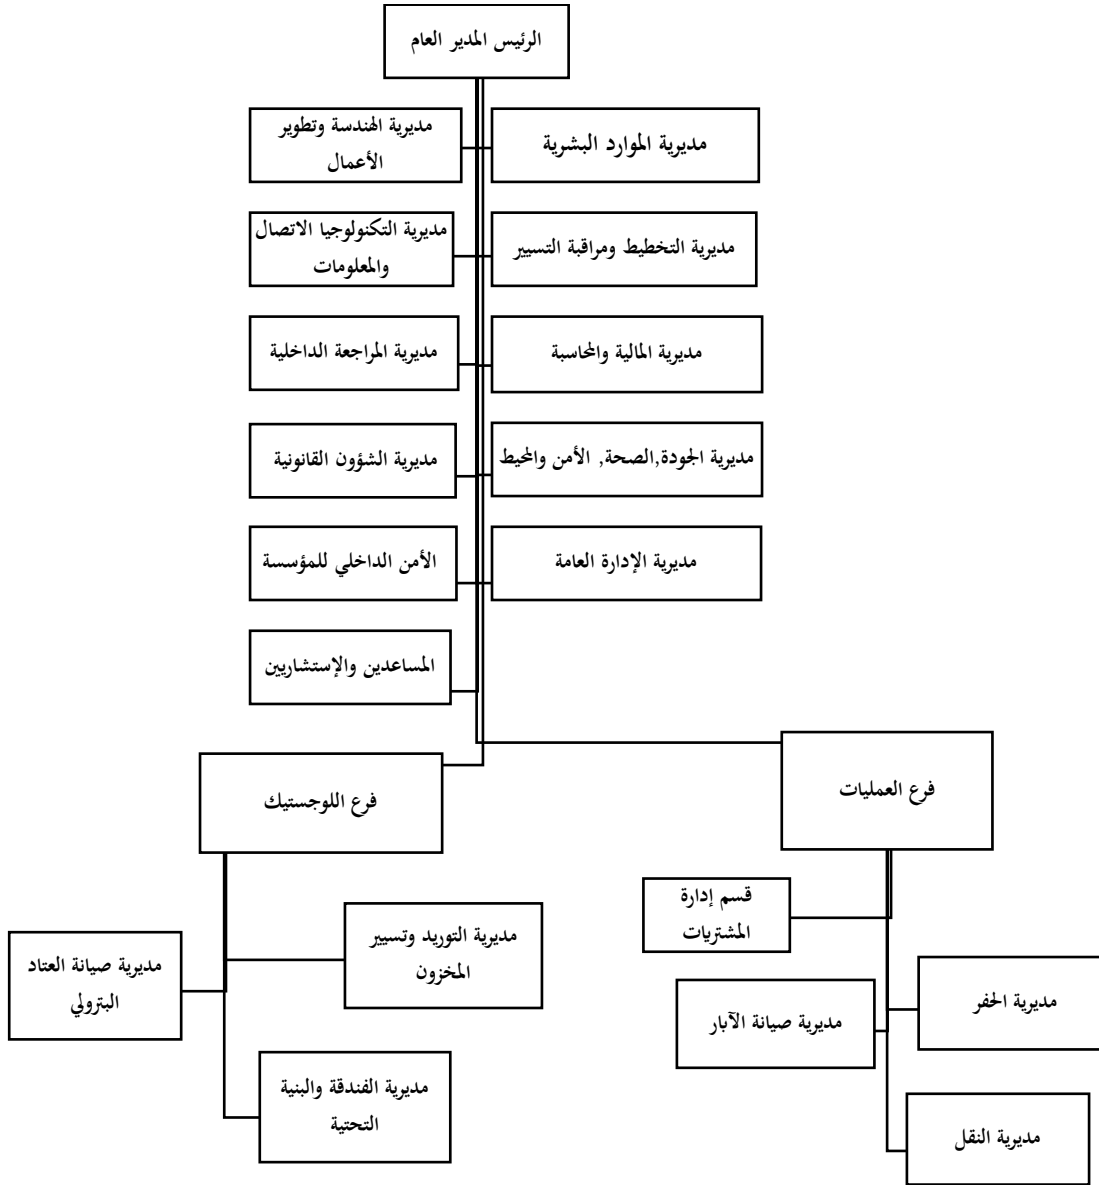 الرئيس المدير العام
مديرية الموارد البشرية
مديرية الهندسة وتطوير
الأعمال
مديرية التخطيط ومراقبة التسيير
مديرية التكنولوجيا الاتصال
والمعلومات
مديرية المالية والمحاسبة
مديرية المراجعة الداخلية
مديرية الجودة,الصحة, الأمن والمحيط
مديرية الشؤون القانونية
مديرية الإدارة العامة
الأمن الداخلي للمؤسسة
المساعدين والإستشاريين
فرع العمليات
فرع اللوجستيك
قسم إدارة
المشتريات
مديرية الحفر
مديرية صيانة الآبار
مديرية النقل
مديرية التوريد وتسيير
المخزون
مديرية صيانة العتاد
البترولي
مديرية الفندقة والبنية
التحتية